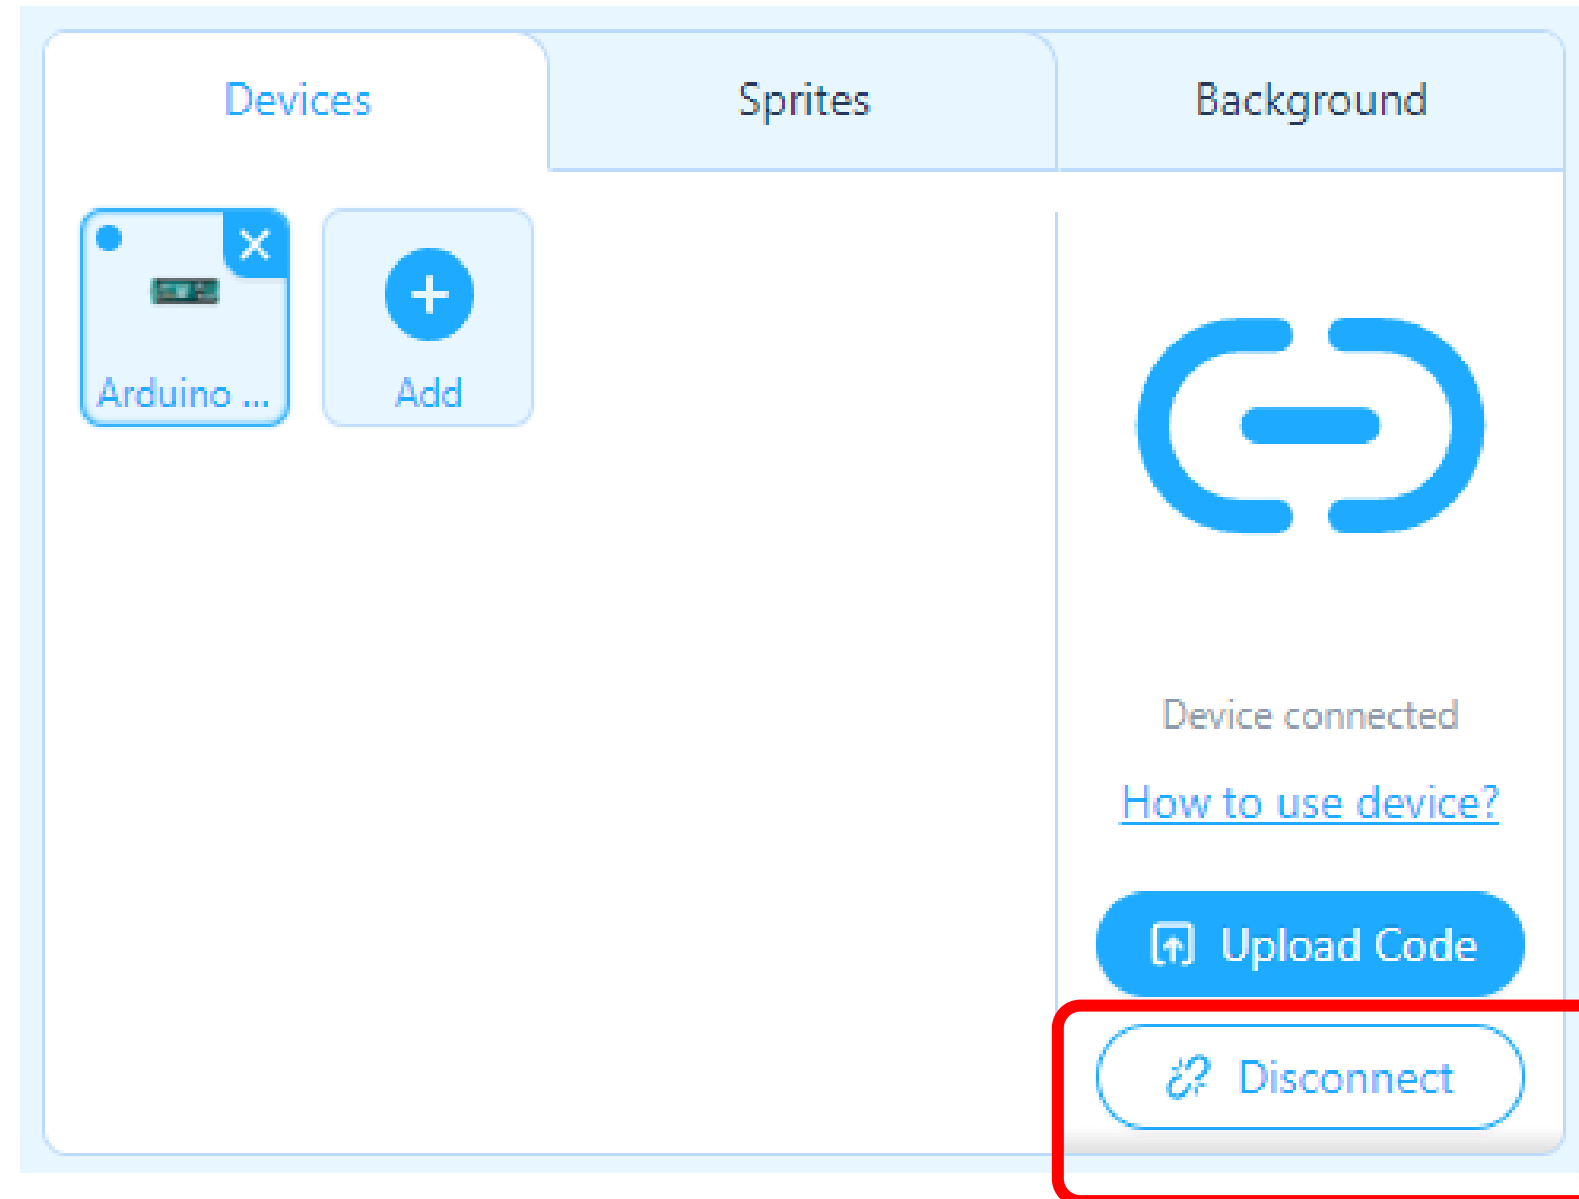 Devices
Sprites
Background
Arduino ...
Add
Device connected
How to use device?
Upload Code
Disconnect